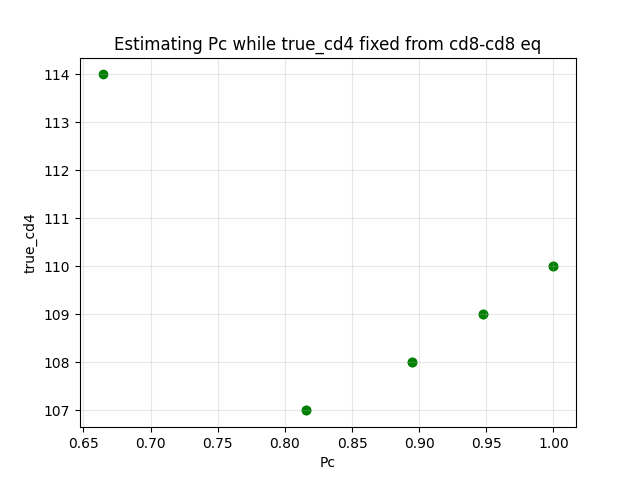 Estimating Pc while true_cd4 fixed from cd8-cd8 eq
114
113
112
111
110
109
108
107
true_cd4
0.65 0.70 0.75 0.80 0.85 0.90 0.95 1.00
Pc